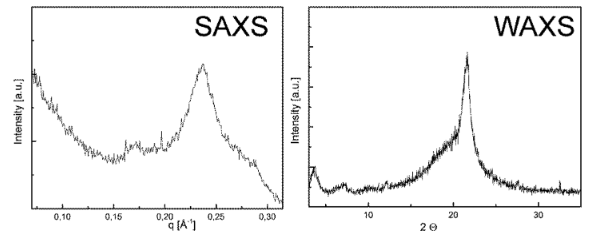 SAXS
Intensity [a.u.]
0,10 0,15 0,20 0,25 0,30
q [Å⁻¹]
WAXS
Intensity [a.u.]
10 20 30
2 Θ